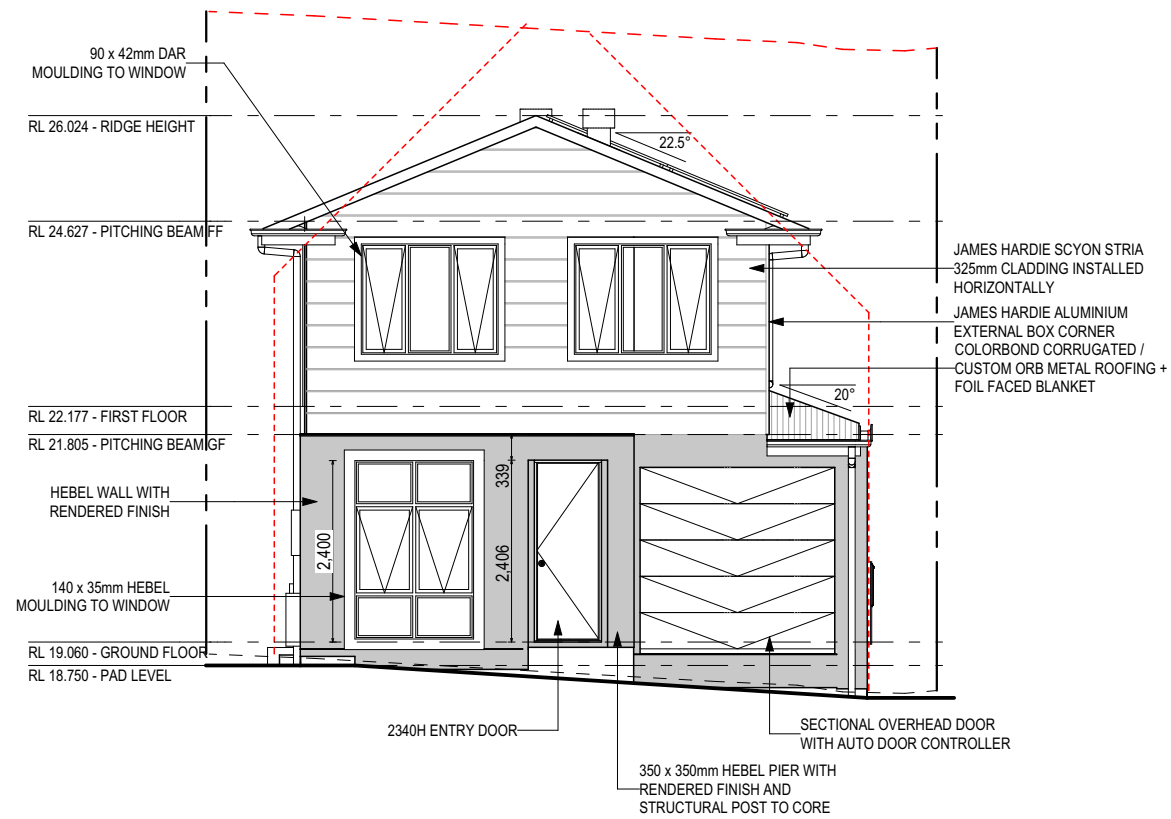 90 x 42mm DAR
MOULDING TO WINDOW
RL 26.024 - RIDGE HEIGHT
22.5°
RL 24.627 - PITCHING BEAM FF
JAMES HARDIE SCYON STRIA
325mm CLADDING INSTALLED
HORIZONTALLY
JAMES HARDIE ALUMINIUM
EXTERNAL BOX CORNER
COLORBOND CORRUGATED /
CUSTOM ORB METAL ROOFING +
FOIL FACED BLANKET
20°
RL 22.177 - FIRST FLOOR
RL 21.805 - PITCHING BEAM GF
339
HEBEL WALL WITH
RENDERED FINISH
2,400
2,406
140 x 35mm HEBEL
MOULDING TO WINDOW
RL 19.060 - GROUND FLOOR
RL 18.750 - PAD LEVEL
2340H ENTRY DOOR
SECTIONAL OVERHEAD DOOR
WITH AUTO DOOR CONTROLLER
350 x 350mm HEBEL PIER WITH
RENDERED FINISH AND
STRUCTURAL POST TO CORE